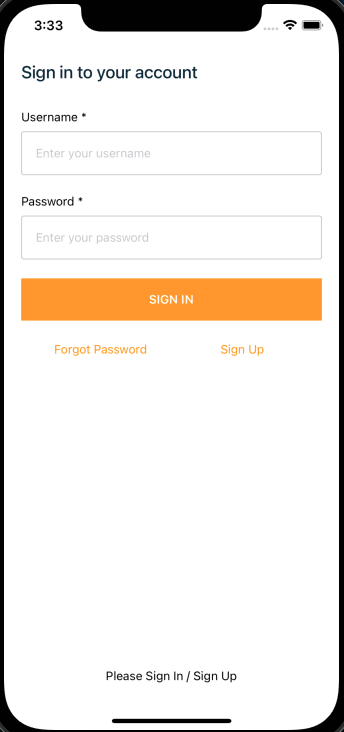 3:33
Sign in to your account
Username *
Enter your username
Password *
Enter your password
SIGN IN
Forgot Password Sign Up
Please Sign In / Sign Up